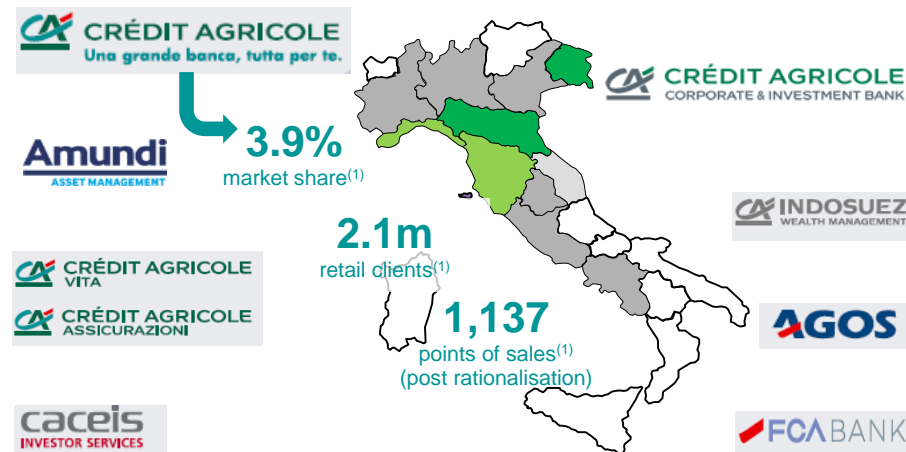 CRÉDIT AGRICOLE
Una grande banca, tutta per te.
3.9%
market share(1)
Amundi
ASSET MANAGEMENT
2.1m
retail clients(1)
CRÉDIT AGRICOLE
VITA
CRÉDIT AGRICOLE
ASSICURAZIONI
1,137
points of sales(1)
(post rationalisation)
caceis
INVESTOR SERVICES
CRÉDIT AGRICOLE
CORPORATE & INVESTMENT BANK
INDOSUEZ
WEALTH MANAGEMENT
AGOS
FCA BANK